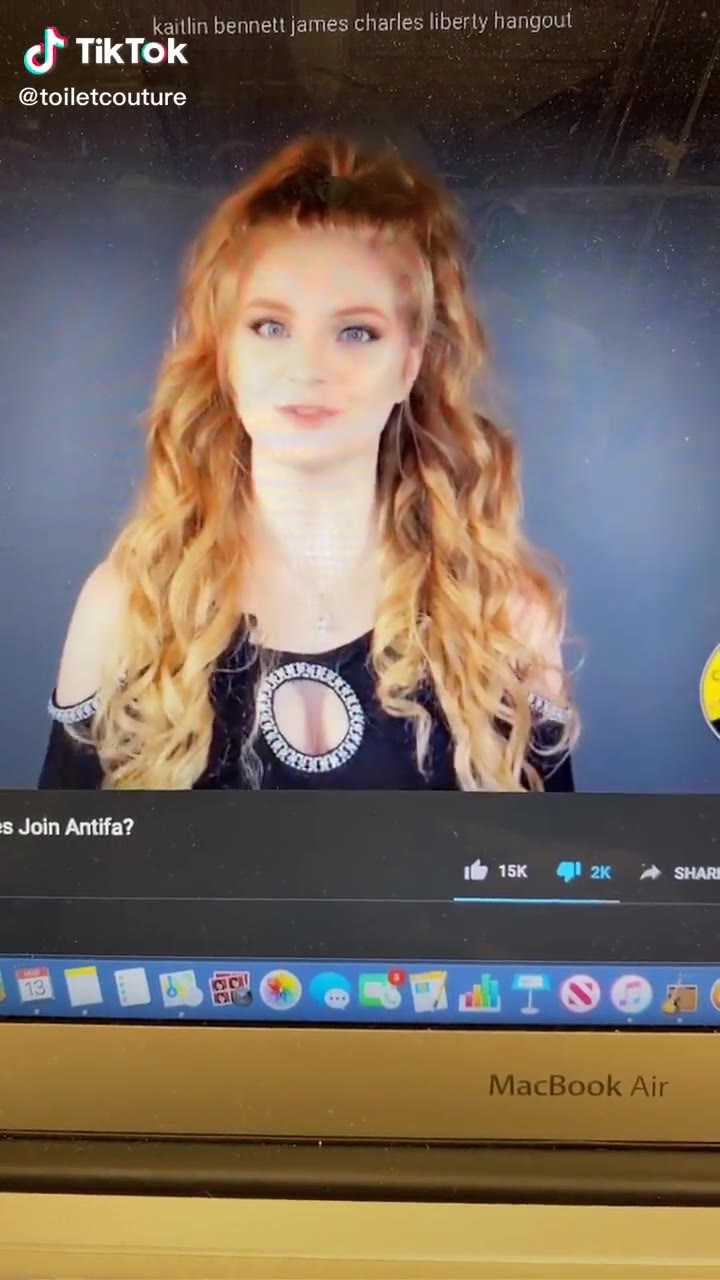 kaitlin bennett james charles liberty hangout
TikTok
@toiletcouture
es Join Antifa?
15K
2K
SHAR
13
3
MacBook Air